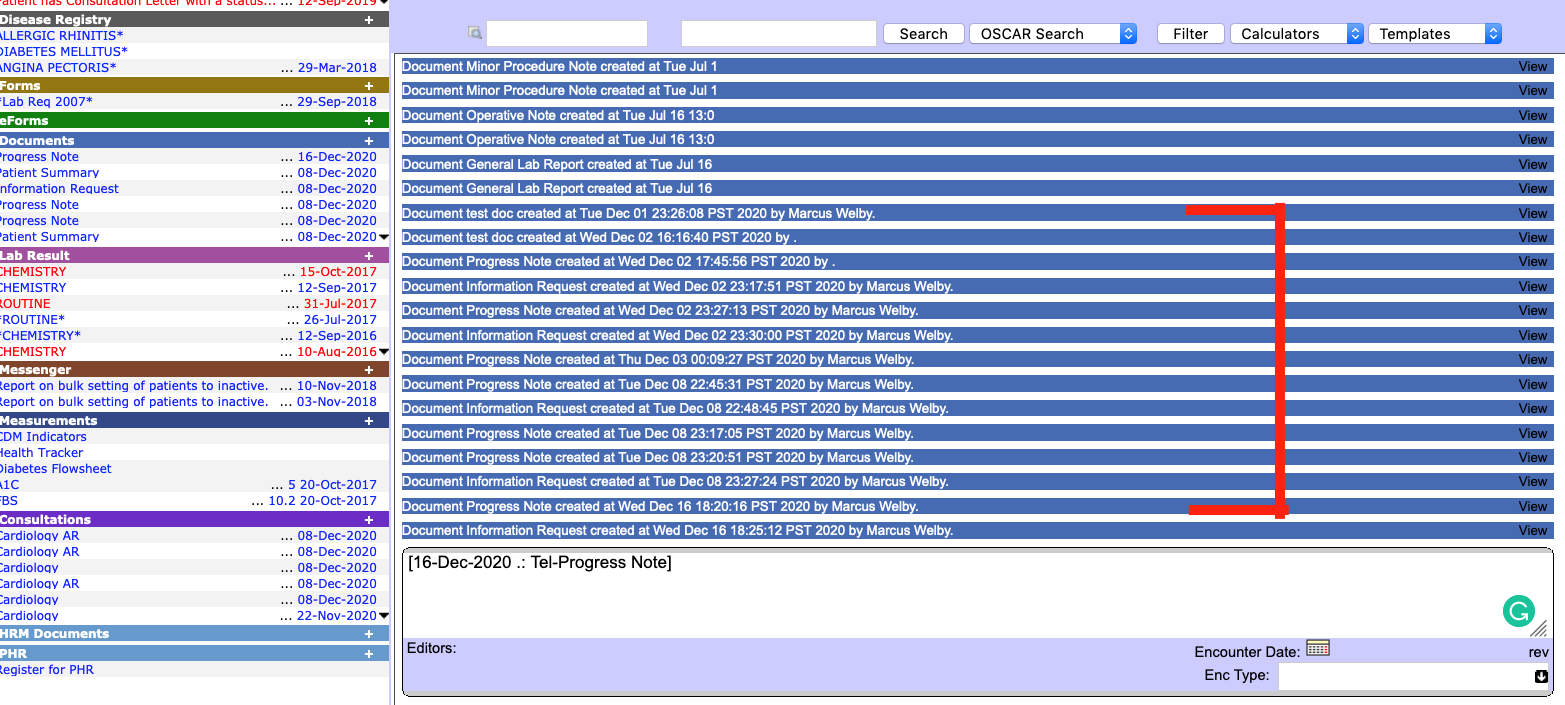 Patient has Consultation Letter with a status... ... 12-Sep-2019
Disease Registry +
ALLERGIC RHINITIS*
DIABETES MELLITUS*
ANGINA PECTORIS* ... 29-Mar-2018
Forms +
*Lab Req 2007* ... 29-Sep-2018
eForms +
Documents +
Progress Note ... 16-Dec-2020
Patient Summary ... 08-Dec-2020
Information Request ... 08-Dec-2020
Progress Note ... 08-Dec-2020
Progress Note ... 08-Dec-2020
Patient Summary ... 08-Dec-2020
Lab Result +
CHEMISTRY ... 15-Oct-2017
CHEMISTRY ... 12-Sep-2017
ROUTINE ... 31-Jul-2017
*ROUTINE* ... 26-Jul-2017
*CHEMISTRY* ... 12-Sep-2016
CHEMISTRY ... 10-Aug-2016
Messenger +
Report on bulk setting of patients to inactive. ... 10-Nov-2018
Report on bulk setting of patients to inactive. ... 03-Nov-2018
Measurements +
CDM Indicators
Health Tracker
Diabetes Flowsheet
A1C ... 5 20-Oct-2017
FBS ... 10.2 20-Oct-2017
Consultations +
Cardiology AR ... 08-Dec-2020
Cardiology AR ... 08-Dec-2020
Cardiology ... 08-Dec-2020
Cardiology AR ... 08-Dec-2020
Cardiology ... 08-Dec-2020
Cardiology ... 22-Nov-2020
HRM Documents +
PHR +
Register for PHR
Search OSCAR Search Filter Calculators Templates
Document Minor Procedure Note created at Tue Jul 1 View
Document Minor Procedure Note created at Tue Jul 1 View
Document Operative Note created at Tue Jul 16 13:0 View
Document Operative Note created at Tue Jul 16 13:0 View
Document General Lab Report created at Tue Jul 16 View
Document General Lab Report created at Tue Jul 16 View
Document test doc created at Tue Dec 01 23:26:08 PST 2020 by Marcus Welby. View
Document test doc created at Wed Dec 02 16:16:40 PST 2020 by . View
Document Progress Note created at Wed Dec 02 17:45:56 PST 2020 by . View
Document Information Request created at Wed Dec 02 23:17:51 PST 2020 by Marcus Welby. View
Document Progress Note created at Wed Dec 02 23:27:13 PST 2020 by Marcus Welby. View
Document Information Request created at Wed Dec 02 23:30:00 PST 2020 by Marcus Welby. View
Document Progress Note created at Thu Dec 03 00:09:27 PST 2020 by Marcus Welby. View
Document Progress Note created at Tue Dec 08 22:45:31 PST 2020 by Marcus Welby. View
Document Information Request created at Tue Dec 08 22:48:45 PST 2020 by Marcus Welby. View
Document Progress Note created at Tue Dec 08 23:17:05 PST 2020 by Marcus Welby. View
Document Progress Note created at Tue Dec 08 23:20:51 PST 2020 by Marcus Welby. View
Document Information Request created at Tue Dec 08 23:27:24 PST 2020 by Marcus Welby. View
Document Progress Note created at Wed Dec 16 18:20:16 PST 2020 by Marcus Welby. View
Document Information Request created at Wed Dec 16 18:25:12 PST 2020 by Marcus Welby. View
[16-Dec-2020 .: Tel-Progress Note]
G
Editors:
Encounter Date: rev
Enc Type: